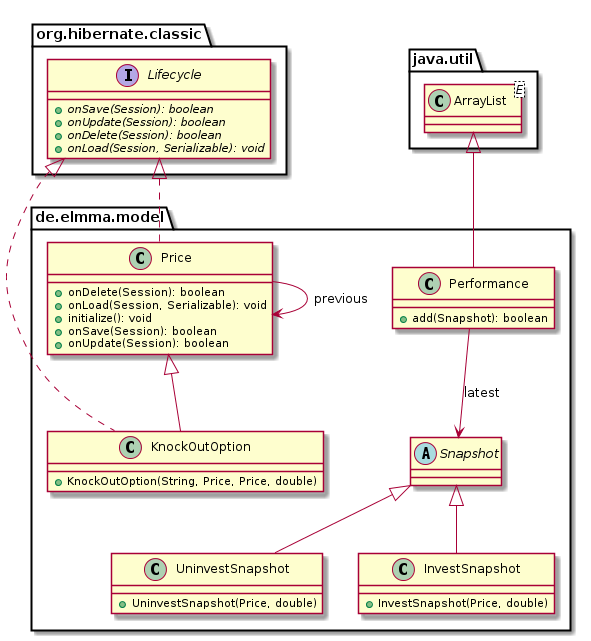 org.hibernate.classic
I Lifecycle
onSave(Session): boolean
onUpdate(Session): boolean
onDelete(Session): boolean
onLoad(Session, Serializable): void
java.util
C ArrayList E
de.elmma.model
C Price
onDelete(Session): boolean
onLoad(Session, Serializable): void
initialize(): void
onSave(Session): boolean
onUpdate(Session): boolean
previous
C Performance
add(Snapshot): boolean
latest
C KnockOutOption
KnockOutOption(String, Price, Price, double)
A Snapshot
C UninvestSnapshot
UninvestSnapshot(Price, double)
C InvestSnapshot
InvestSnapshot(Price, double)